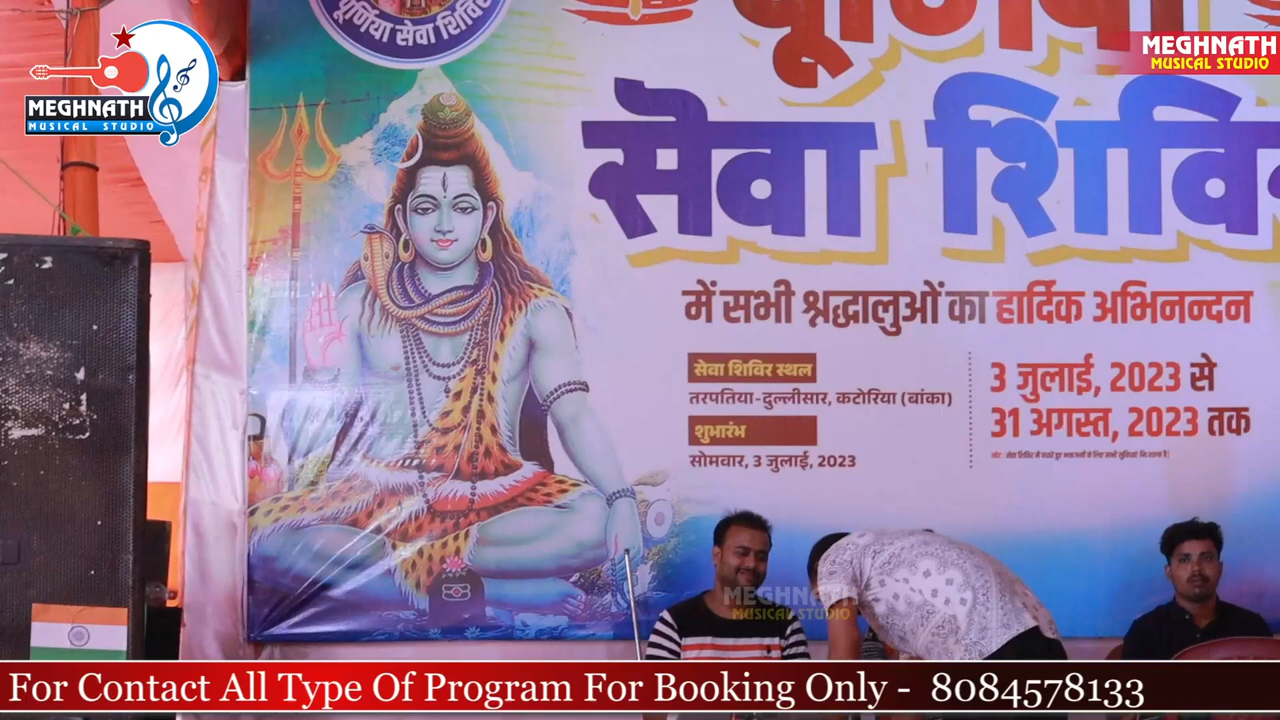 पूर्णिया सेवा शिविर
MEGHNATH
MUSICAL STUDIO
MEGHNATH
MUSICAL STUDIO
पूर्णिया
सेवा शिवि
में सभी श्रद्धालुओं का हार्दिक अभिनन्दन
सेवा शिविर स्थल
तरपतिया-दुल्लीसार, कटोरिया (बांका)
शुभारंभ
सोमवार, 3 जुलाई, 2023
3 जुलाई, 2023 से
31 अगस्त, 2023 तक
MEGHNATH
MUSICAL STUDIO
For Contact All Type Of Program For Booking Only - 8084578133